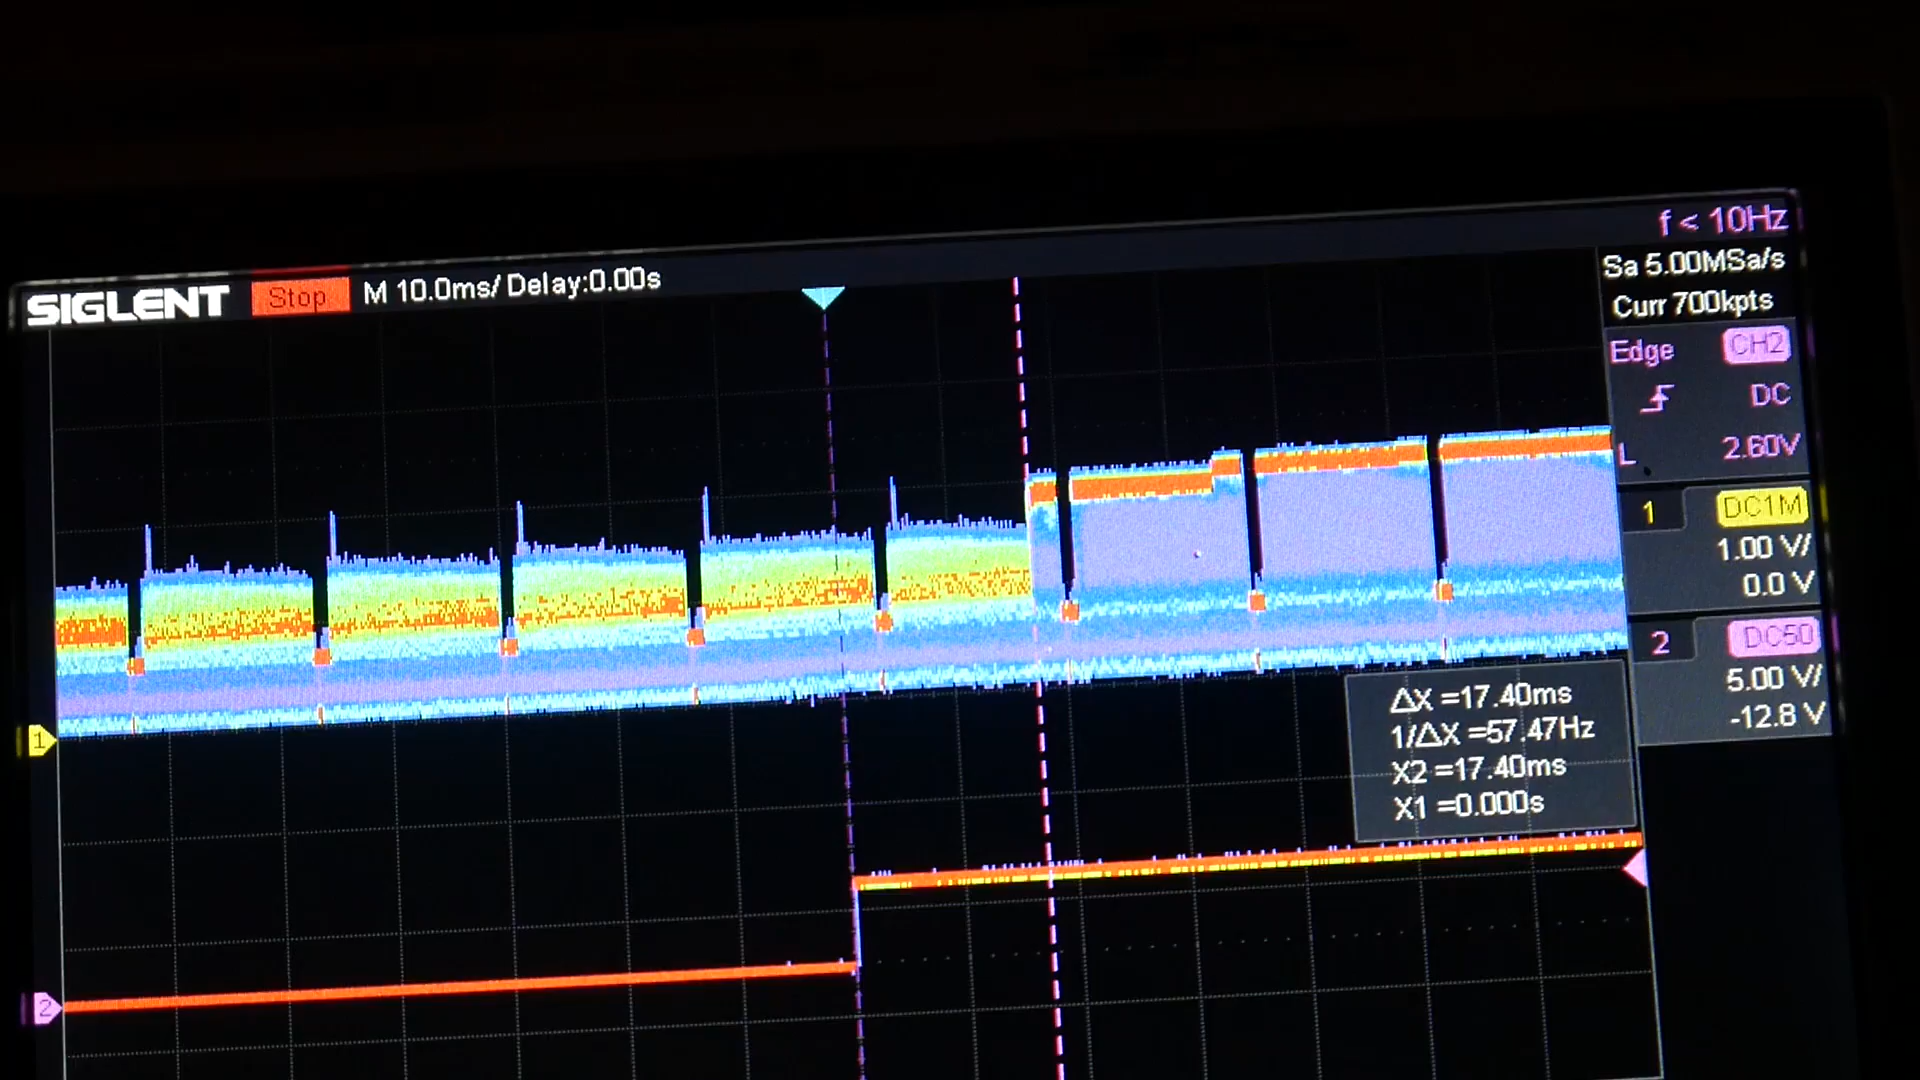 f < 10Hz
SIGLENT Stop M 10.0ms/ Delay:0.00s
Sa 5.00MSa/s
Curr 700kpts
Edge CH2
DC
L 2.60V
1 DC1M
1.00 V/
0.0 V
2 DC50
5.00 V/
-12.8 V
ΔX =17.40ms
1/ΔX =57.47Hz
X2 =17.40ms
X1 =0.000s
1
2